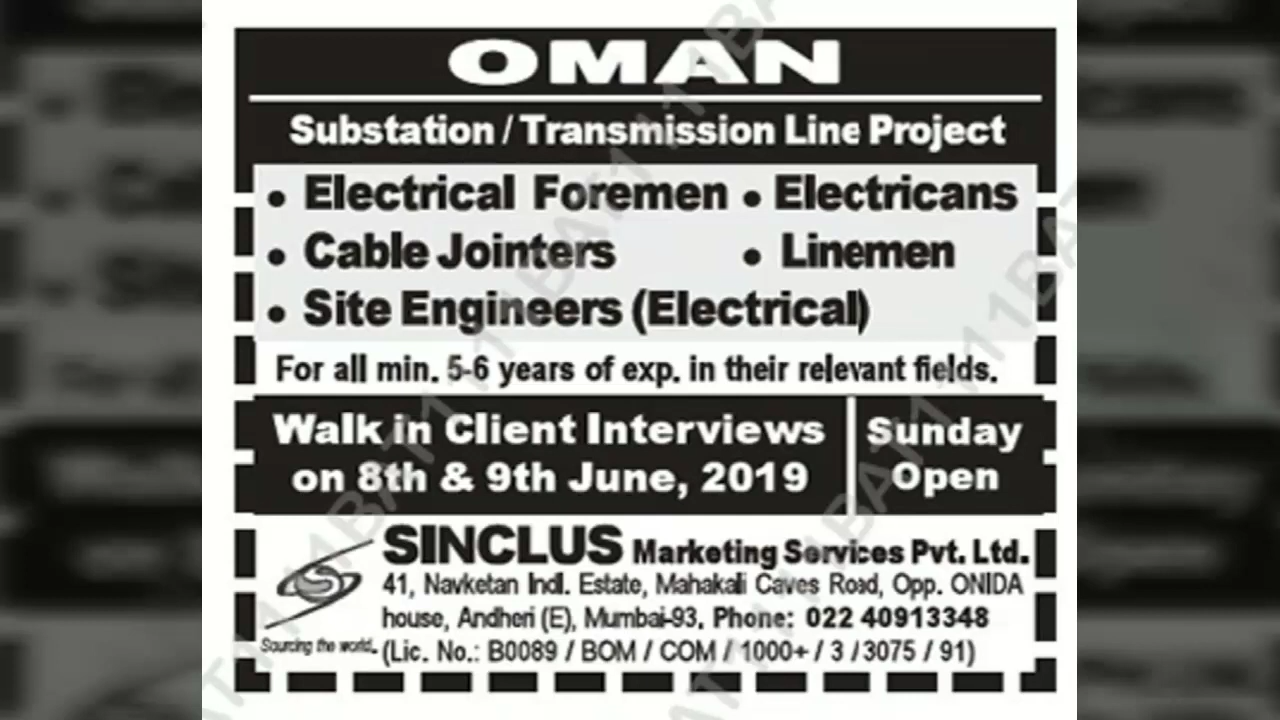 OMAN
Substation / Transmission Line Project
• Electrical Foremen • Electricans
• Cable Jointers • Linemen
• Site Engineers (Electrical)
For all min. 5-6 years of exp. in their relevant fields.
Walk in Client Interviews
on 8th & 9th June, 2019
Sunday
Open
SINCLUS Marketing Services Pvt. Ltd.
41, Navketan Indl. Estate, Mahakali Caves Road, Opp. ONIDA
house, Andheri (E), Mumbai-93. Phone: 022 40913348
Sourcing the world.
(Lic. No.: B0089 / BOM / COM / 1000+ / 3 /3075 / 91)